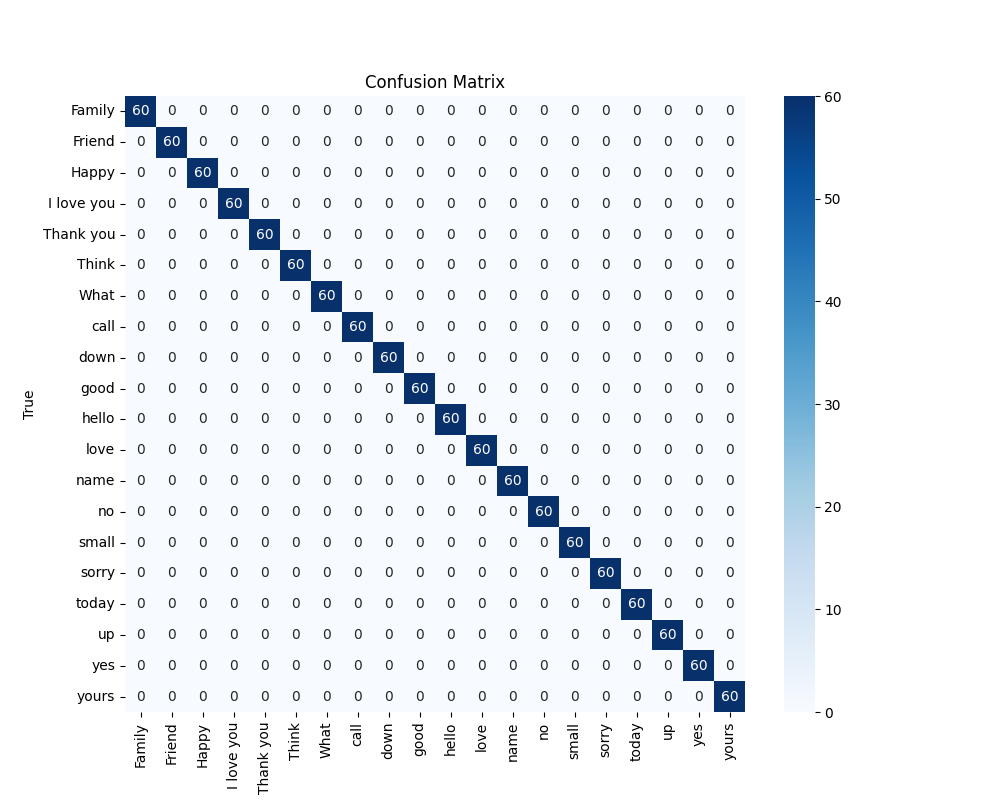 Confusion Matrix
Family 60 0 0 0 0 0 0 0 0 0 0 0 0 0 0 0 0 0 0 0
Friend 0 60 0 0 0 0 0 0 0 0 0 0 0 0 0 0 0 0 0 0
Happy 0 0 60 0 0 0 0 0 0 0 0 0 0 0 0 0 0 0 0 0
I love you 0 0 0 60 0 0 0 0 0 0 0 0 0 0 0 0 0 0 0 0
Thank you 0 0 0 0 60 0 0 0 0 0 0 0 0 0 0 0 0 0 0 0
Think 0 0 0 0 0 60 0 0 0 0 0 0 0 0 0 0 0 0 0 0
What 0 0 0 0 0 0 60 0 0 0 0 0 0 0 0 0 0 0 0 0
call 0 0 0 0 0 0 0 60 0 0 0 0 0 0 0 0 0 0 0 0
down 0 0 0 0 0 0 0 0 60 0 0 0 0 0 0 0 0 0 0 0
good 0 0 0 0 0 0 0 0 0 60 0 0 0 0 0 0 0 0 0 0
hello 0 0 0 0 0 0 0 0 0 0 60 0 0 0 0 0 0 0 0 0
love 0 0 0 0 0 0 0 0 0 0 0 60 0 0 0 0 0 0 0 0
name 0 0 0 0 0 0 0 0 0 0 0 0 60 0 0 0 0 0 0 0
no 0 0 0 0 0 0 0 0 0 0 0 0 0 60 0 0 0 0 0 0
small 0 0 0 0 0 0 0 0 0 0 0 0 0 0 60 0 0 0 0 0
sorry 0 0 0 0 0 0 0 0 0 0 0 0 0 0 0 60 0 0 0 0
today 0 0 0 0 0 0 0 0 0 0 0 0 0 0 0 0 60 0 0 0
up 0 0 0 0 0 0 0 0 0 0 0 0 0 0 0 0 0 60 0 0
yes 0 0 0 0 0 0 0 0 0 0 0 0 0 0 0 0 0 0 60 0
yours 0 0 0 0 0 0 0 0 0 0 0 0 0 0 0 0 0 0 0 60
True
Family
Friend
Happy
I love you
Thank you
Think
What
call
down
good
hello
love
name
no
small
sorry
today
up
yes
yours
60
50
40
30
20
10
0